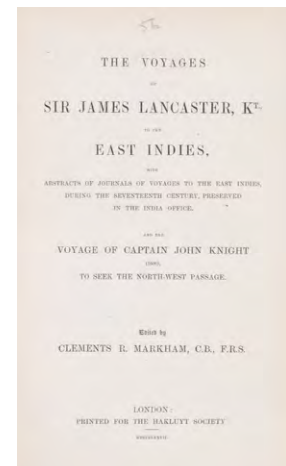 THE VOYAGES
OF
SIR JAMES LANCASTER, KT.
TO THE
EAST INDIES,
WITH
ABSTRACTS OF JOURNALS OF VOYAGES TO THE EAST INDIES,
DURING THE SEVENTEENTH CENTURY, PRESERVED
IN THE INDIA OFFICE.
AND THE
VOYAGE OF CAPTAIN JOHN KNIGHT
TO SEEK THE NORTH-WEST PASSAGE.
Edited by
CLEMENTS R. MARKHAM, C.B., F.R.S.
LONDON:
PRINTED FOR THE HAKLUYT SOCIETY